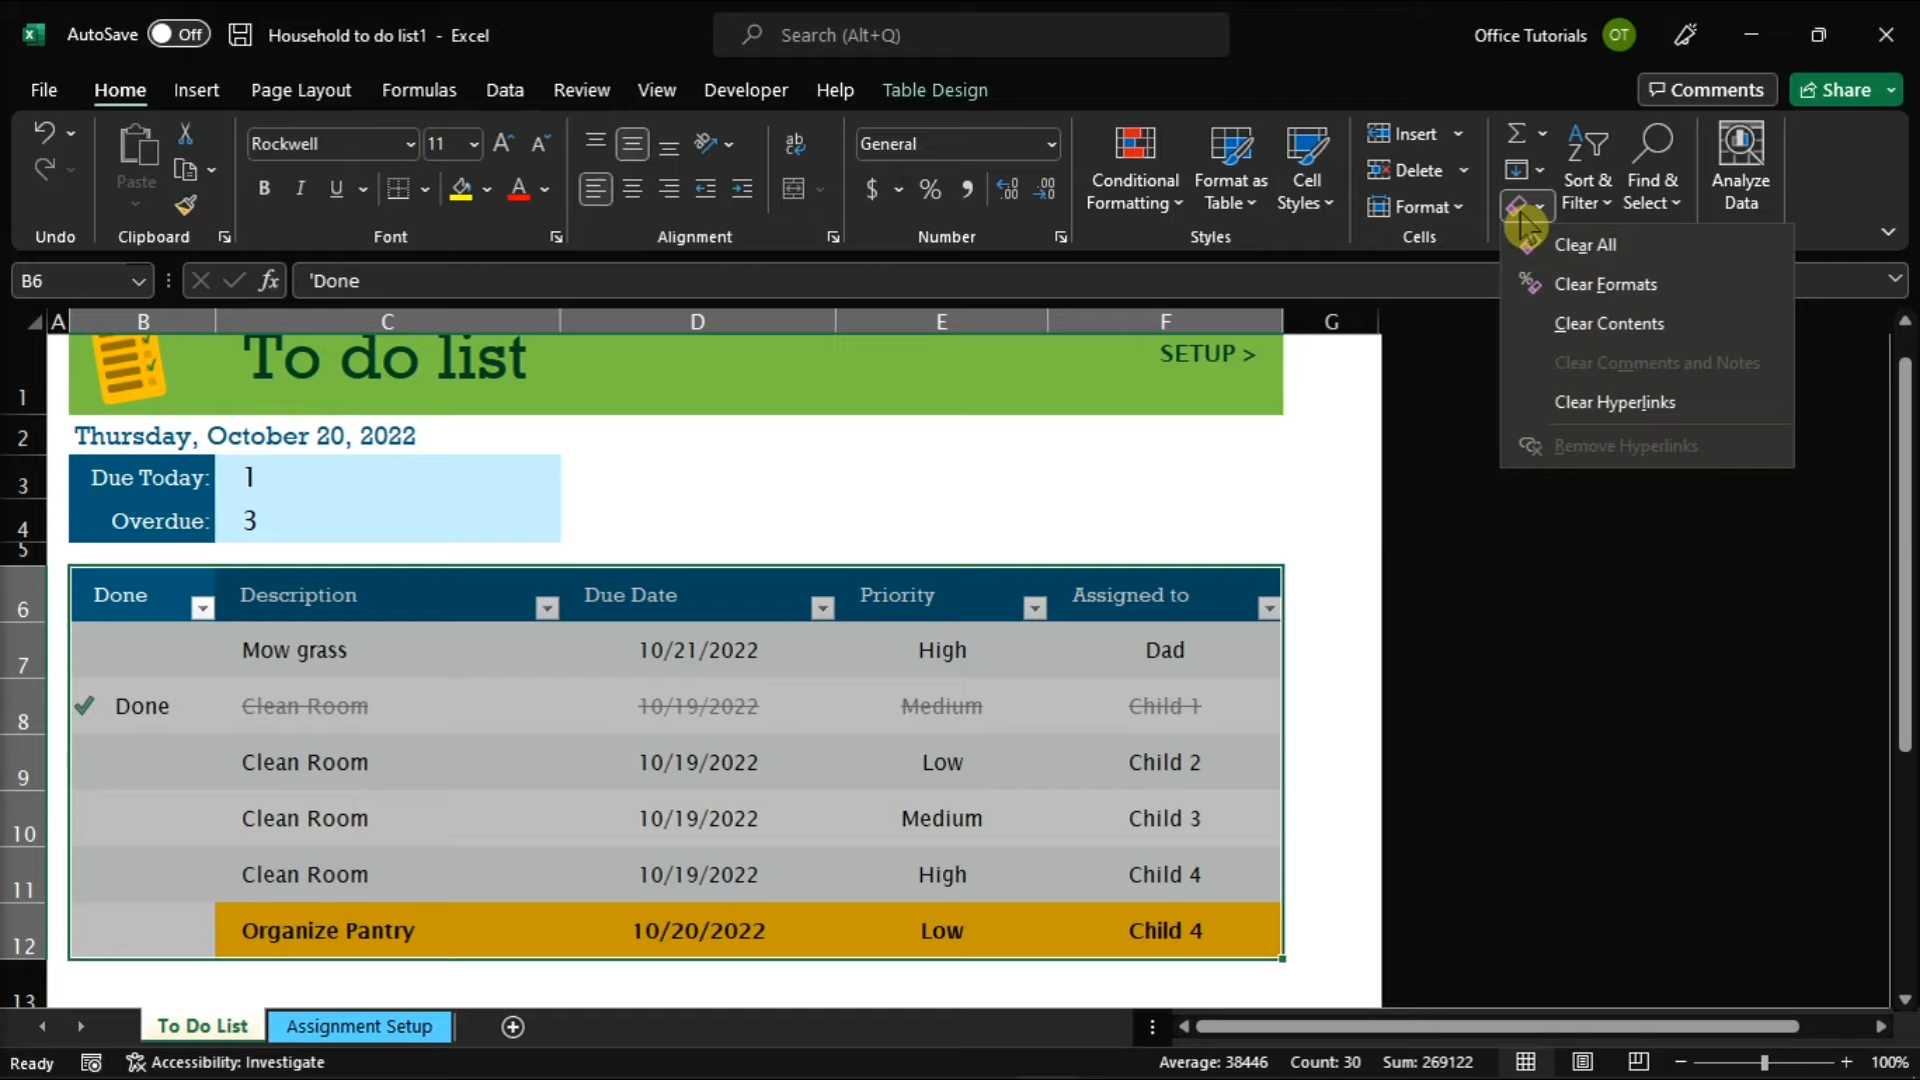 AutoSave Off Household to do list1 - Excel Search (Alt+Q) Office Tutorials OT
File Home Insert Page Layout Formulas Data Review View Developer Help Table Design Comments Share
Rockwell 11 General Insert
Paste Conditional Formatting Format as Table Cell Styles Delete Sort & Filter Find & Select Analyze Data
B I U $ % Format
Undo Clipboard Font Alignment Number Styles Cells
B6 fx 'Done
Clear All
Clear Formats
Clear Contents
Clear Comments and Notes
Clear Hyperlinks
Remove Hyperlinks
A B C D E F G
1 To do list SETUP >
2 Thursday, October 20, 2022
3 Due Today: 1
4 Overdue: 3
5
6 Done Description Due Date Priority Assigned to
7 Mow grass 10/21/2022 High Dad
8 Done Clean Room 10/19/2022 Medium Child 1
9 Clean Room 10/19/2022 Low Child 2
10 Clean Room 10/19/2022 Medium Child 3
11 Clean Room 10/19/2022 High Child 4
12 Organize Pantry 10/20/2022 Low Child 4
13
To Do List Assignment Setup
Ready Accessibility: Investigate Average: 38446 Count: 30 Sum: 269122 100%